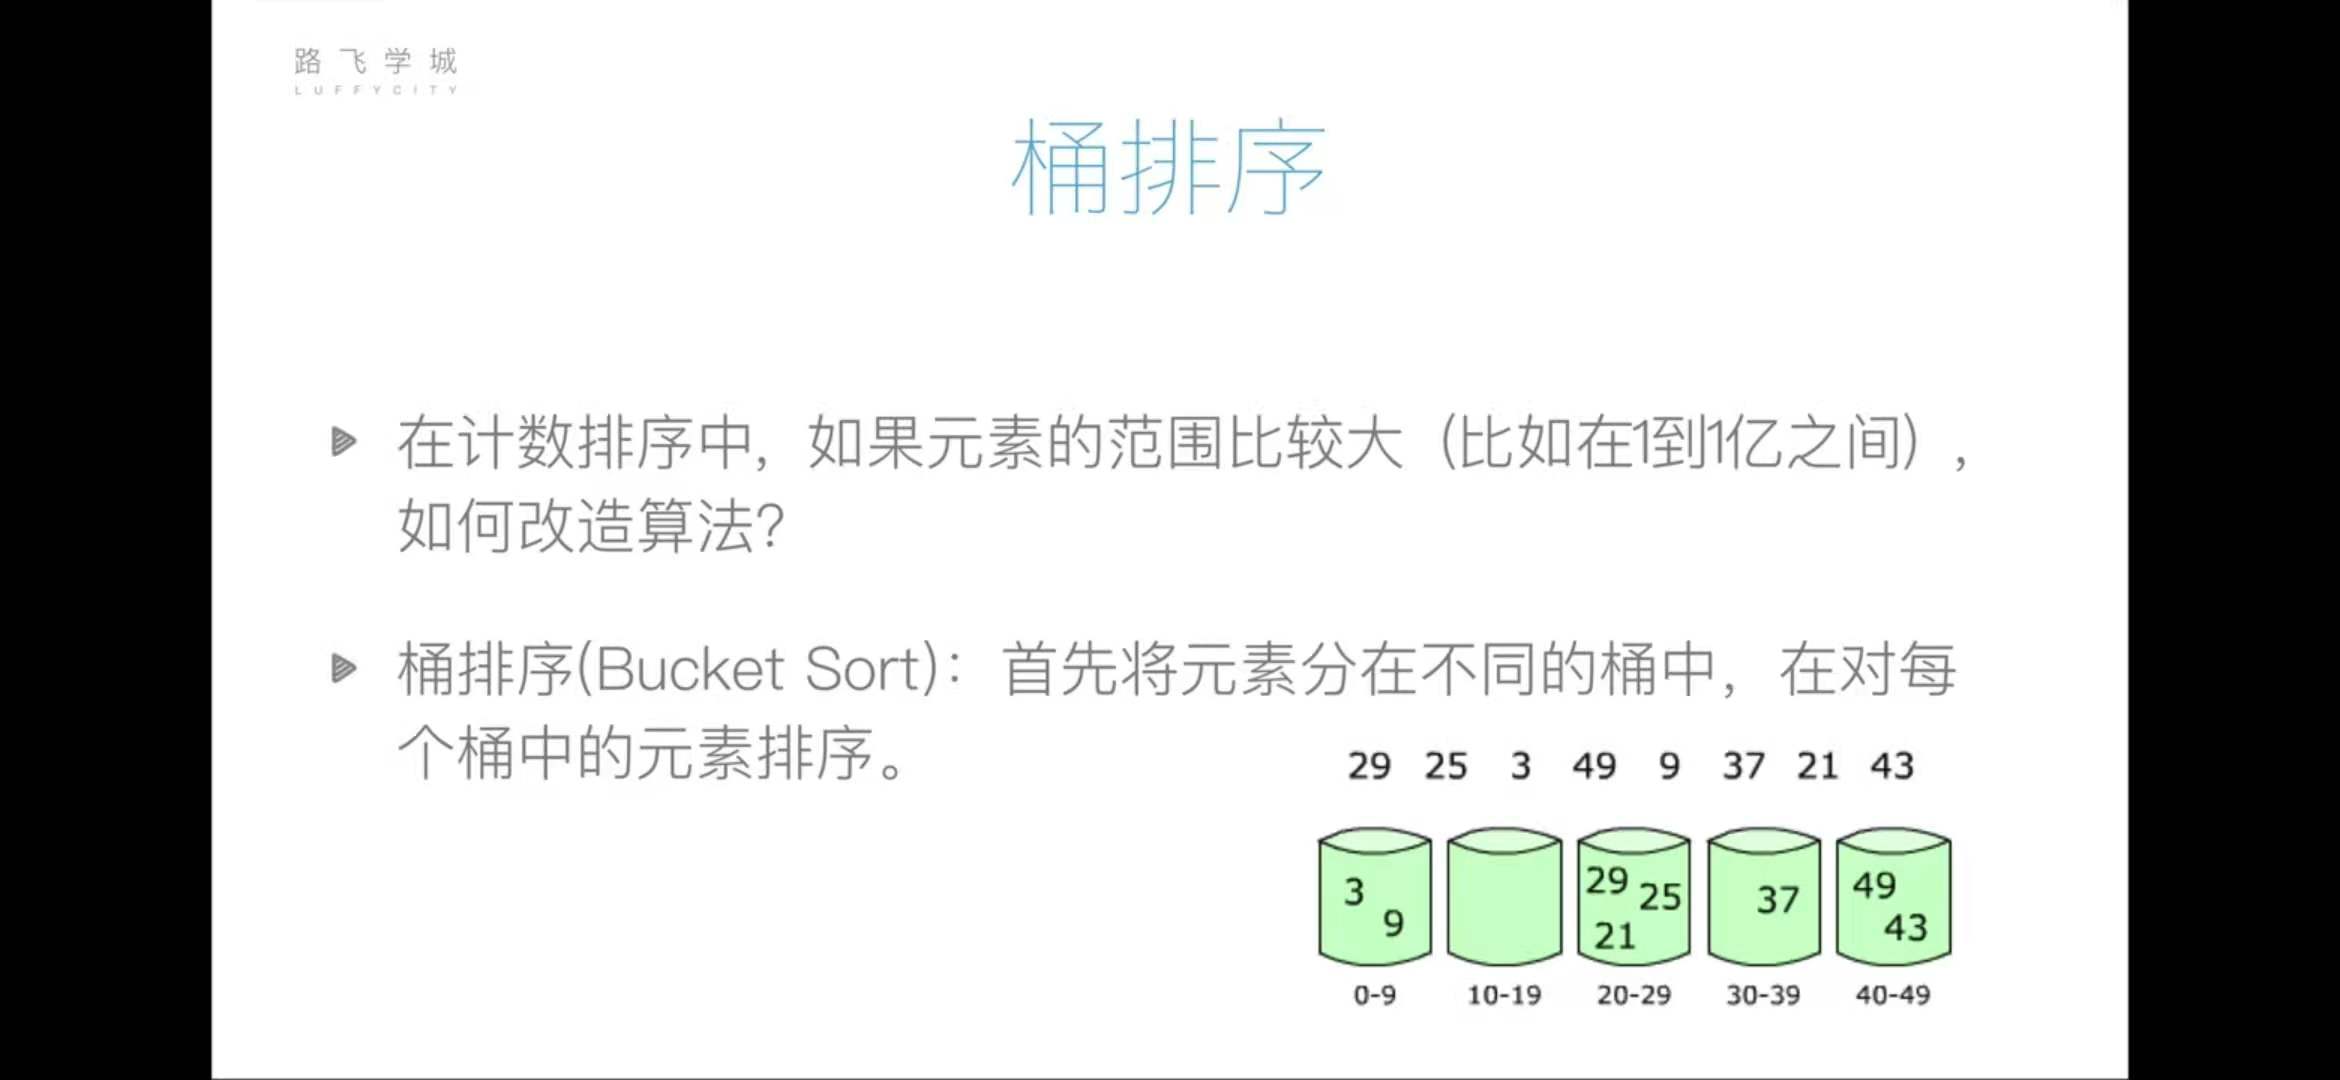 路飞学城
LUFFYCITY
桶排序
在计数排序中，如果元素的范围比较大（比如在1到1亿之间），
如何改造算法？
桶排序(Bucket Sort)：首先将元素分在不同的桶中，在对每
个桶中的元素排序。
29 25 3 49 9 37 21 43
3 29 25 37 49
9 21 43
0-9 10-19 20-29 30-39 40-49